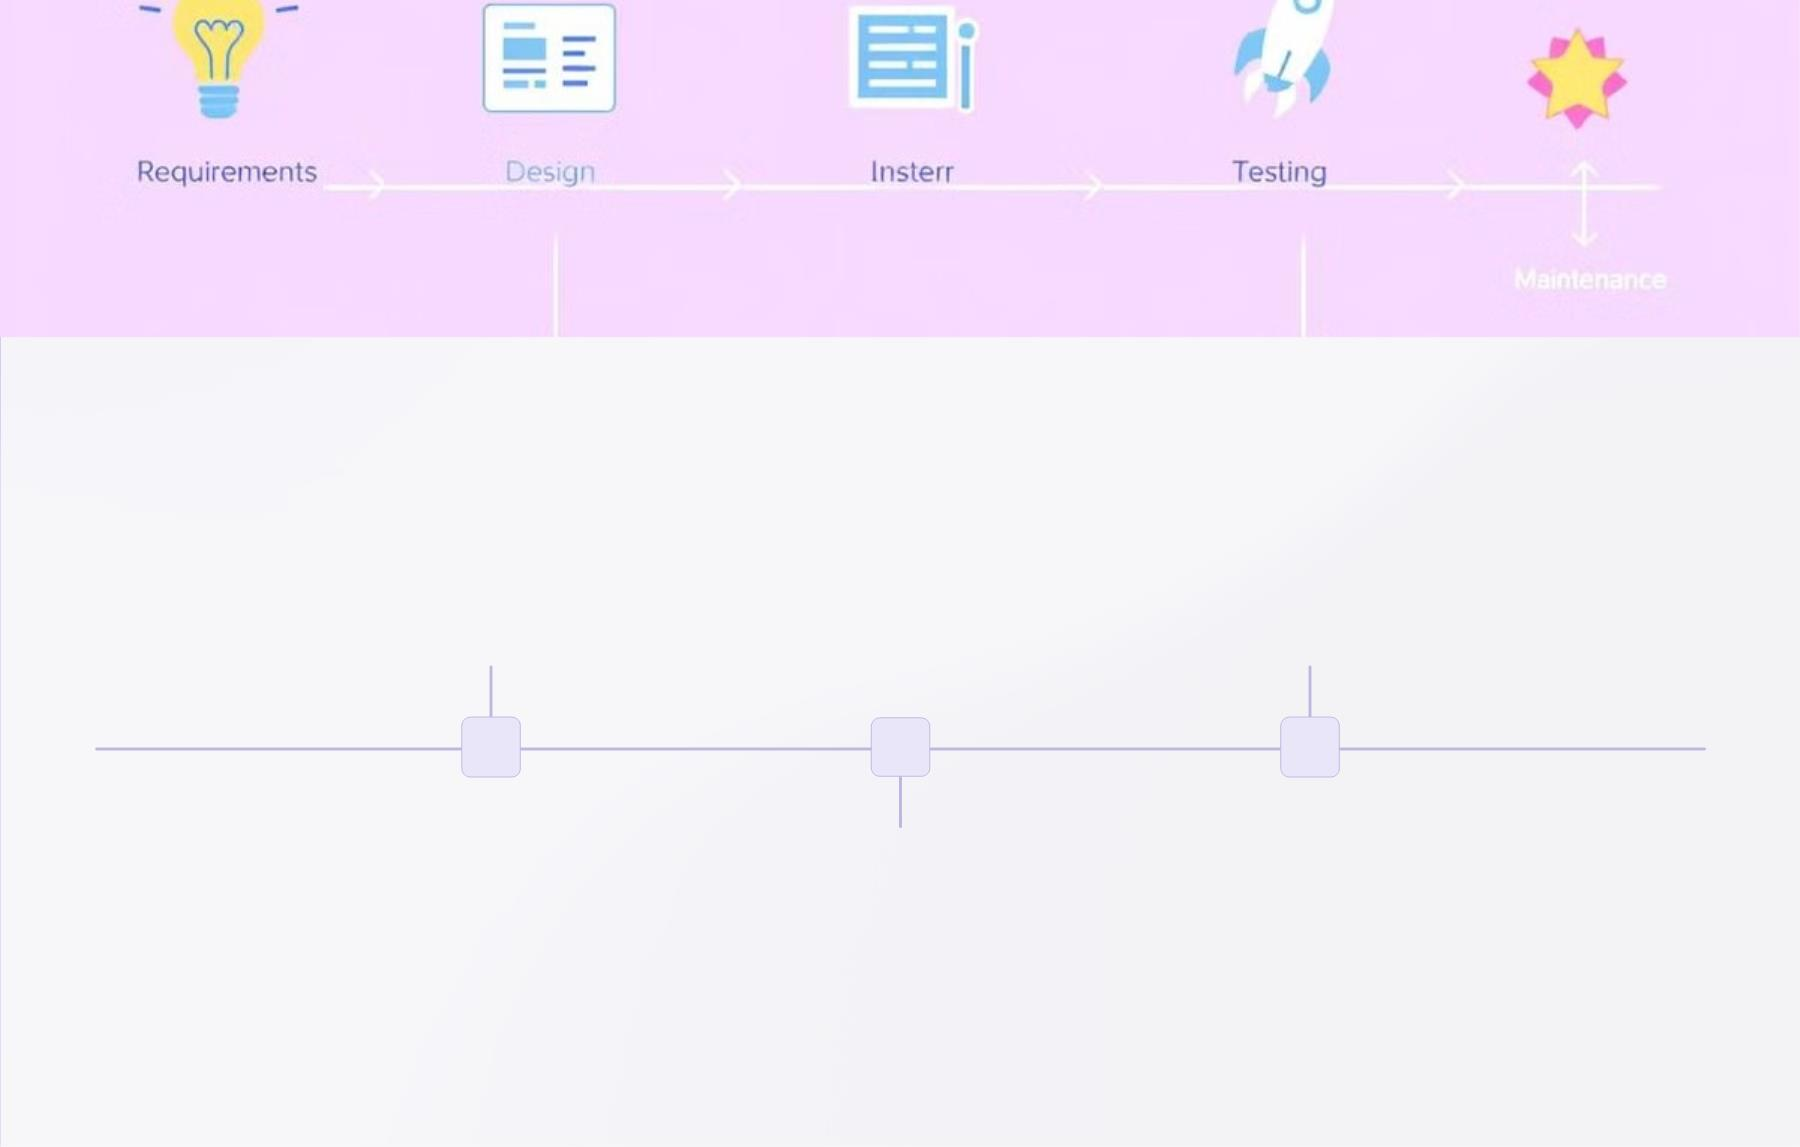 Requirements
Design
Insterr
Testing
Maintenance